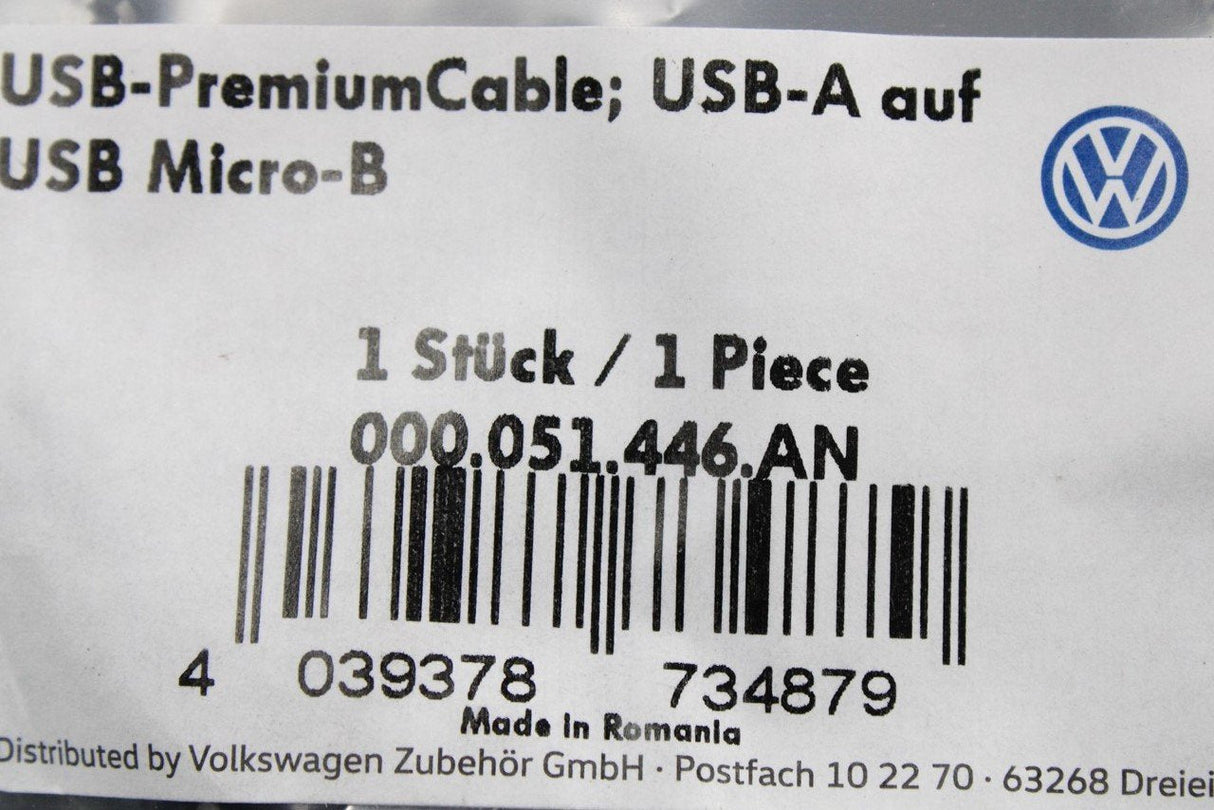 USB-PremiumCable; USB-A auf
USB Micro-B
VW
1 Stück / 1 Piece
000.051.446.AN
4 039378 734879
Made in Romania
Distributed by Volkswagen Zubehör GmbH · Postfach 10 22 70 · 63268 Dreiei